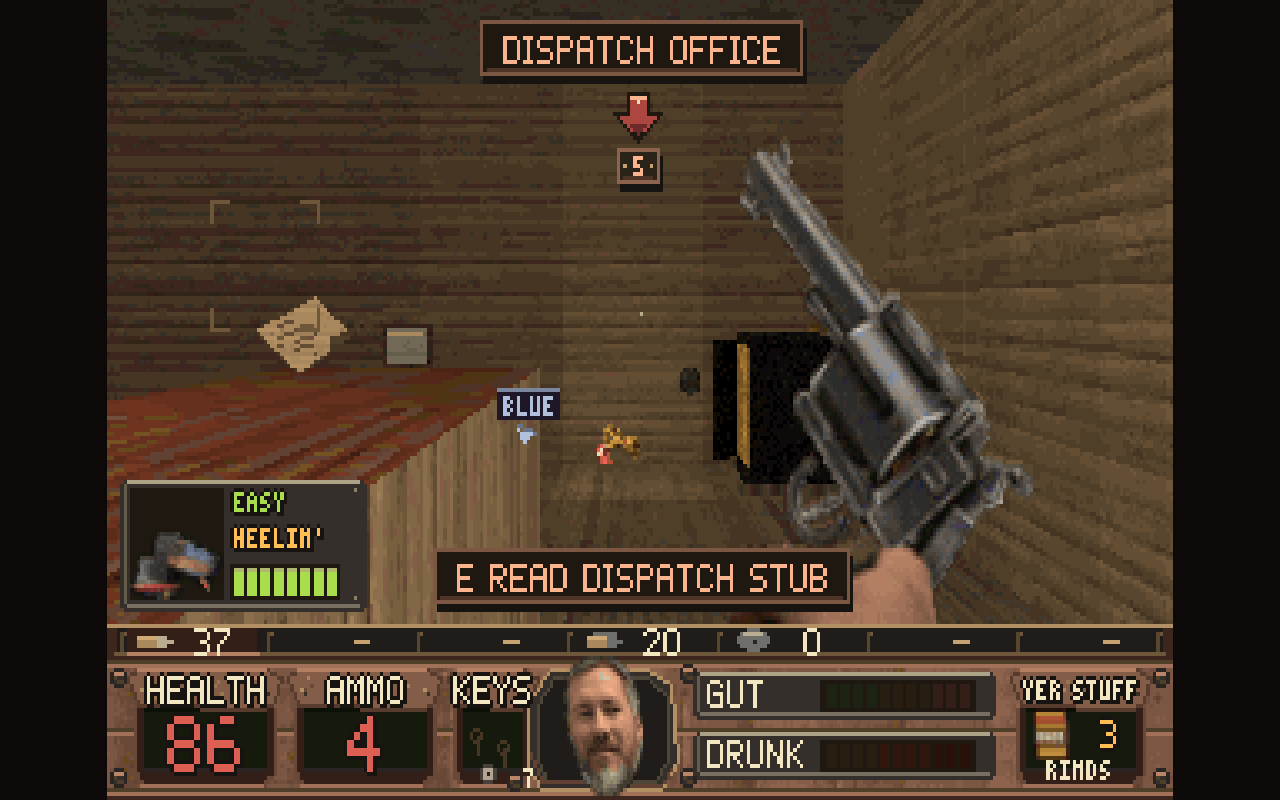 DISPATCH OFFICE
·S·
BLUE
EASY
HEELIN'
E READ DISPATCH STUB
37 – – 20 0 – –
HEALTH AMMO KEYS GUT YER STUFF
86 4 3
DRUNK RINDS